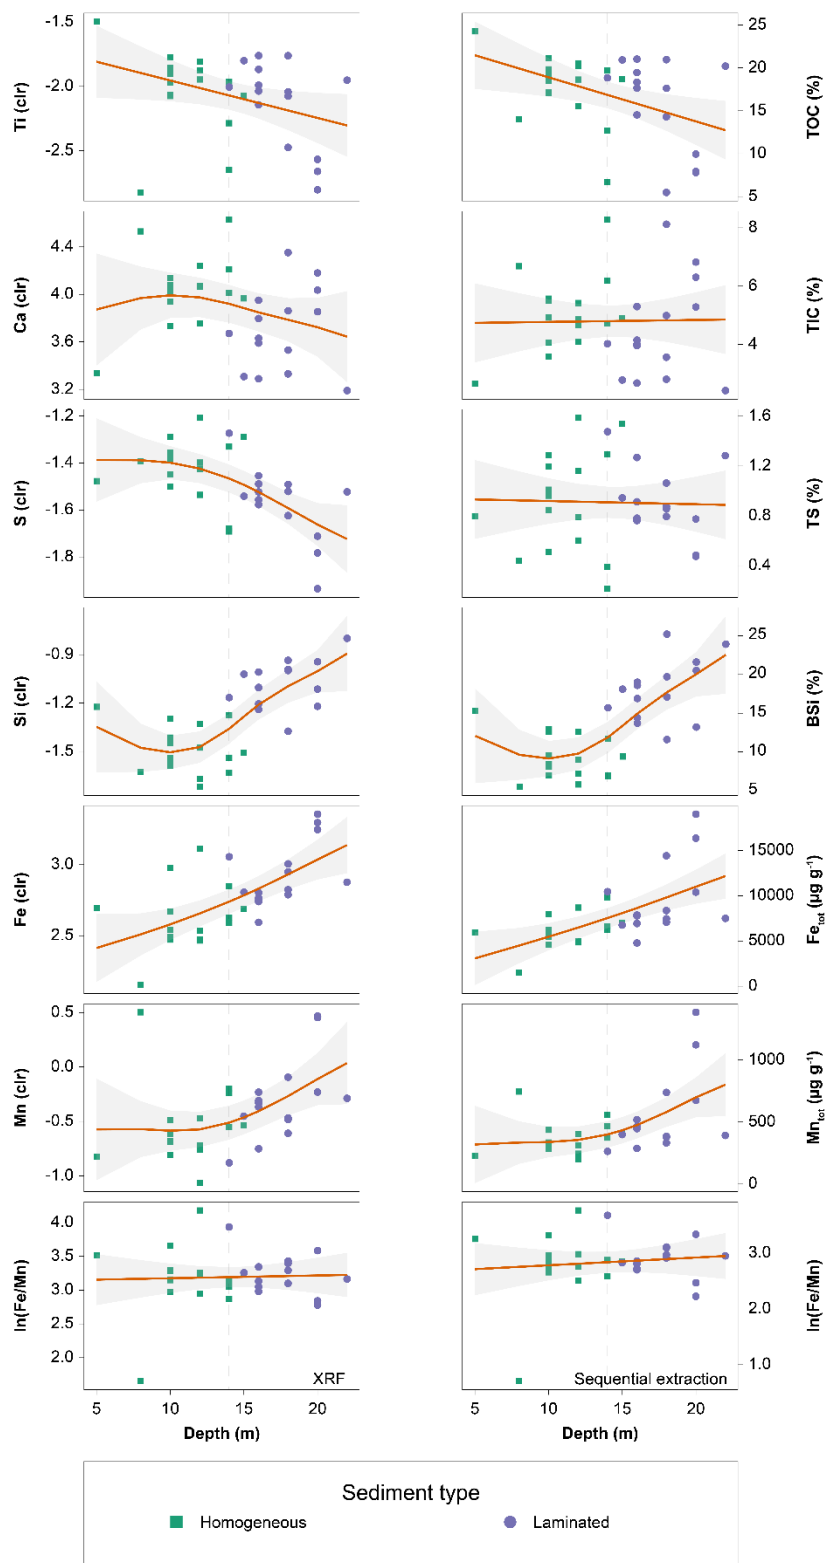 Ti (clr)
-1.5
-2.0
-2.5
TOC (%)
25
20
15
10
5
Ca (clr)
4.4
4.0
3.6
3.2
TIC (%)
8
6
4
S (clr)
-1.2
-1.4
-1.6
-1.8
TS (%)
1.6
1.2
0.8
0.4
Si (clr)
-0.9
-1.2
-1.5
BSi (%)
25
20
15
10
5
Fe (clr)
3.0
2.5
Fetot (µg g-1)
15000
10000
5000
0
Mn (clr)
0.5
0.0
-0.5
-1.0
Mntot (µg g-1)
1000
500
0
ln(Fe/Mn)
4.0
3.5
3.0
2.5
2.0
XRF
ln(Fe/Mn)
3.0
2.0
1.0
Sequential extraction
5 10 15 20
Depth (m)
5 10 15 20
Depth (m)
Sediment type
Homogeneous Laminated